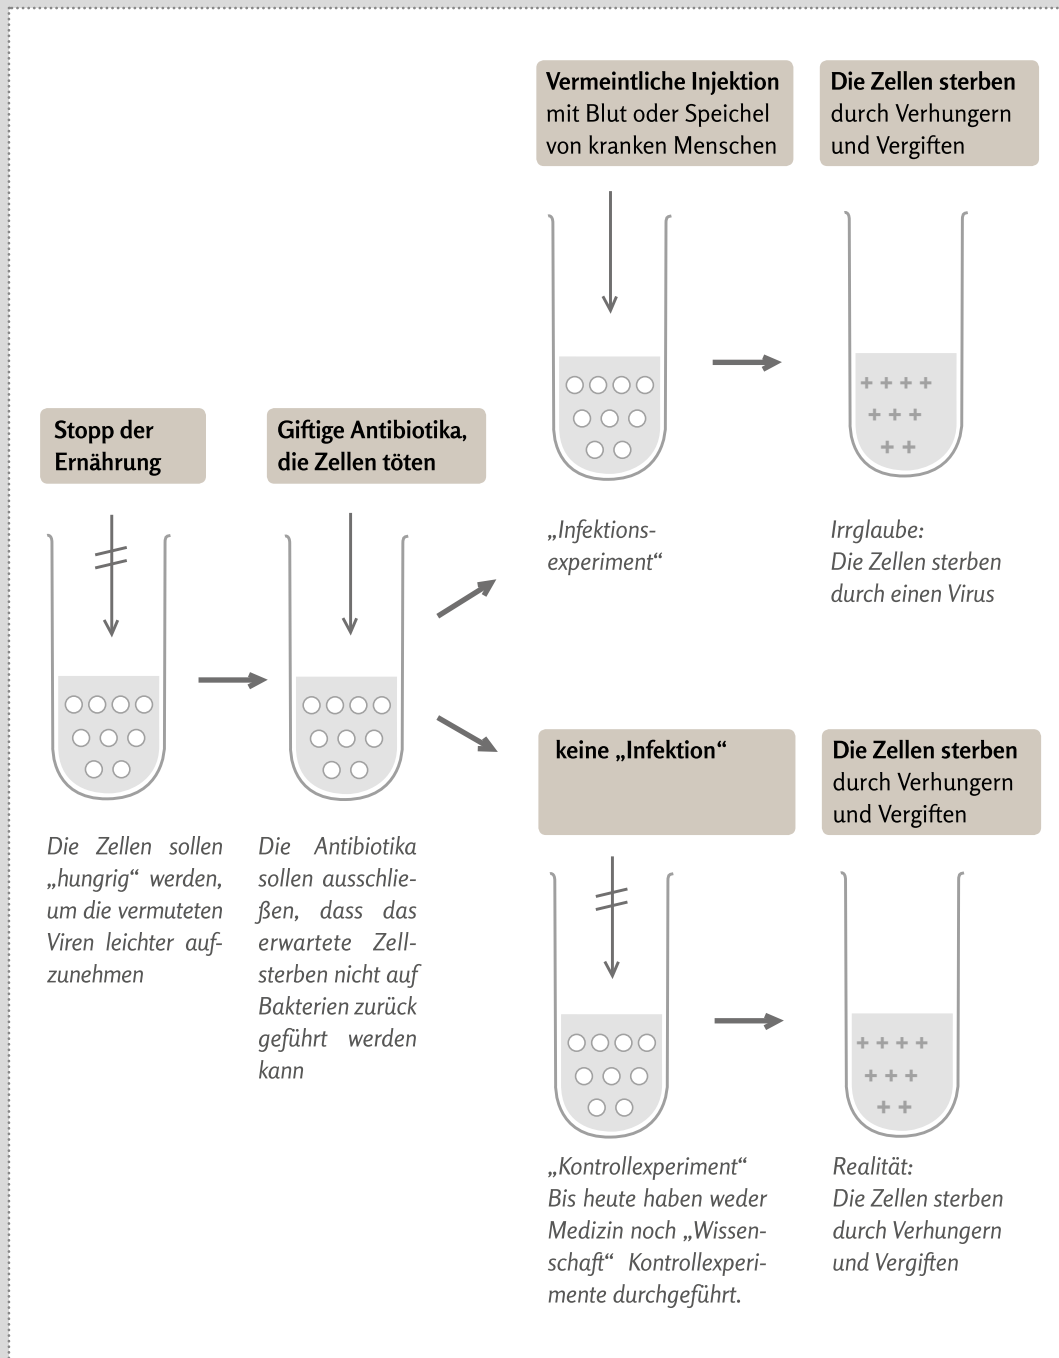 Vermeintliche Injektion
mit Blut oder Speichel
von kranken Menschen
Die Zellen sterben
durch Verhungern
und Vergiften
Stopp der
Ernährung
Giftige Antibiotika,
die Zellen töten
„Infektions-
experiment“
Irrglaube:
Die Zellen sterben
durch einen Virus
keine „Infektion“
Die Zellen sterben
durch Verhungern
und Vergiften
Die Zellen sollen
„hungrig“ werden,
um die vermuteten
Viren leichter auf-
zunehmen
Die Antibiotika
sollen ausschlie-
ßen, dass das
erwartete Zell-
sterben nicht auf
Bakterien zurück
geführt werden
kann
„Kontrollexperiment“
Bis heute haben weder
Medizin noch „Wissen-
schaft“ Kontrollexperi-
mente durchgeführt.
Realität:
Die Zellen sterben
durch Verhungern
und Vergiften